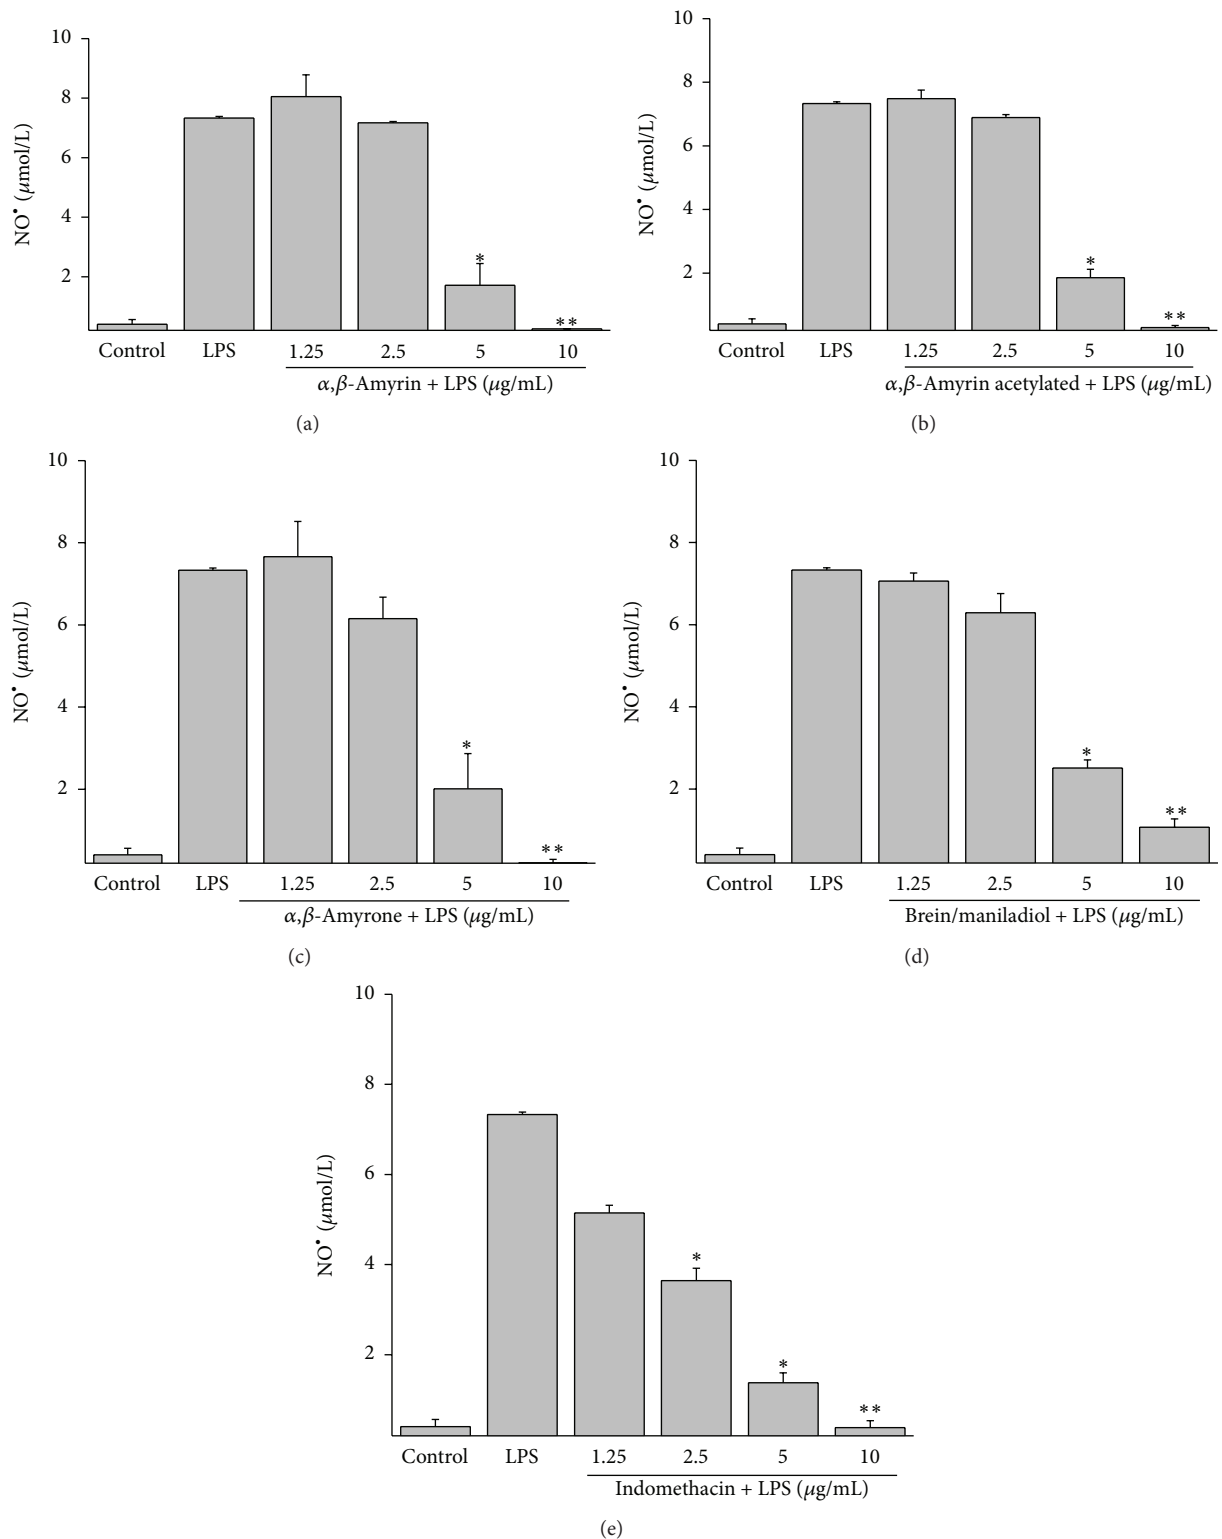 10
8
6
4
2
NO• (μmol/L)
*
**
Control LPS 1.25 2.5 5 10
α,β-Amyrin + LPS (μg/mL)
(a)
10
8
6
4
2
NO• (μmol/L)
*
**
Control LPS 1.25 2.5 5 10
α,β-Amyrin acetylated + LPS (μg/mL)
(b)
10
8
6
4
2
NO• (μmol/L)
*
**
Control LPS 1.25 2.5 5 10
α,β-Amyrone + LPS (μg/mL)
(c)
10
8
6
4
2
NO• (μmol/L)
*
**
Control LPS 1.25 2.5 5 10
Brein/maniladiol + LPS (μg/mL)
(d)
10
8
6
4
2
NO• (μmol/L)
*
*
**
Control LPS 1.25 2.5 5 10
Indomethacin + LPS (μg/mL)
(e)